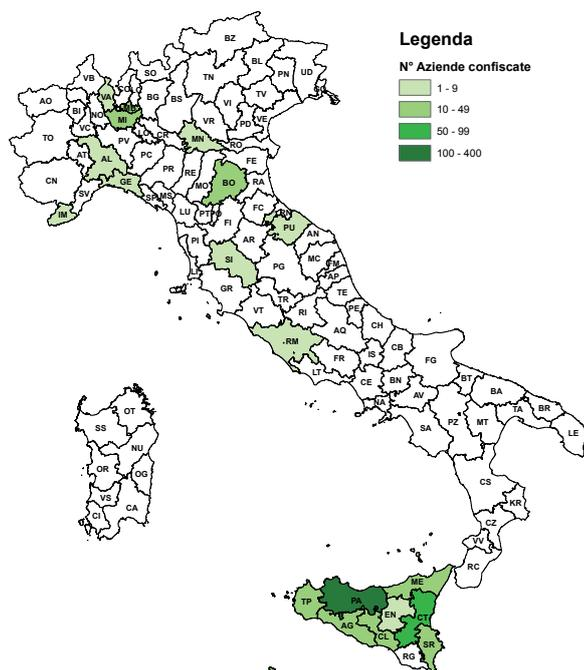 Legenda
N° Aziende confiscate
1 - 9
10 - 49
50 - 99
100 - 400
BZ
BL
SO
TN
PN
UD
VB
CO
LC
GO
VA
BG
BS
VI
TV
AO
BI
NO
MB
MI
VR
PD
VE
VC
LO
CR
MN
RO
TO
AT
PV
AL
PC
PR
RE
MO
BO
FE
RA
CN
SV
GE
SP
MS
IM
LU
PT
PO
FI
FC
RN
PU
PI
AR
AN
LI
SI
PG
MC
FM
AP
GR
TE
VT
TR
RI
PE
AQ
CH
RM
FR
IS
CB
FG
LT
CE
BN
BT
BA
NA
AV
TA
BR
SA
PZ
MT
LE
OT
SS
NU
OR
OG
VS
CI
CA
CS
KR
CZ
VV
RC
ME
TP
PA
EN
CT
AG
CL
SR
RG